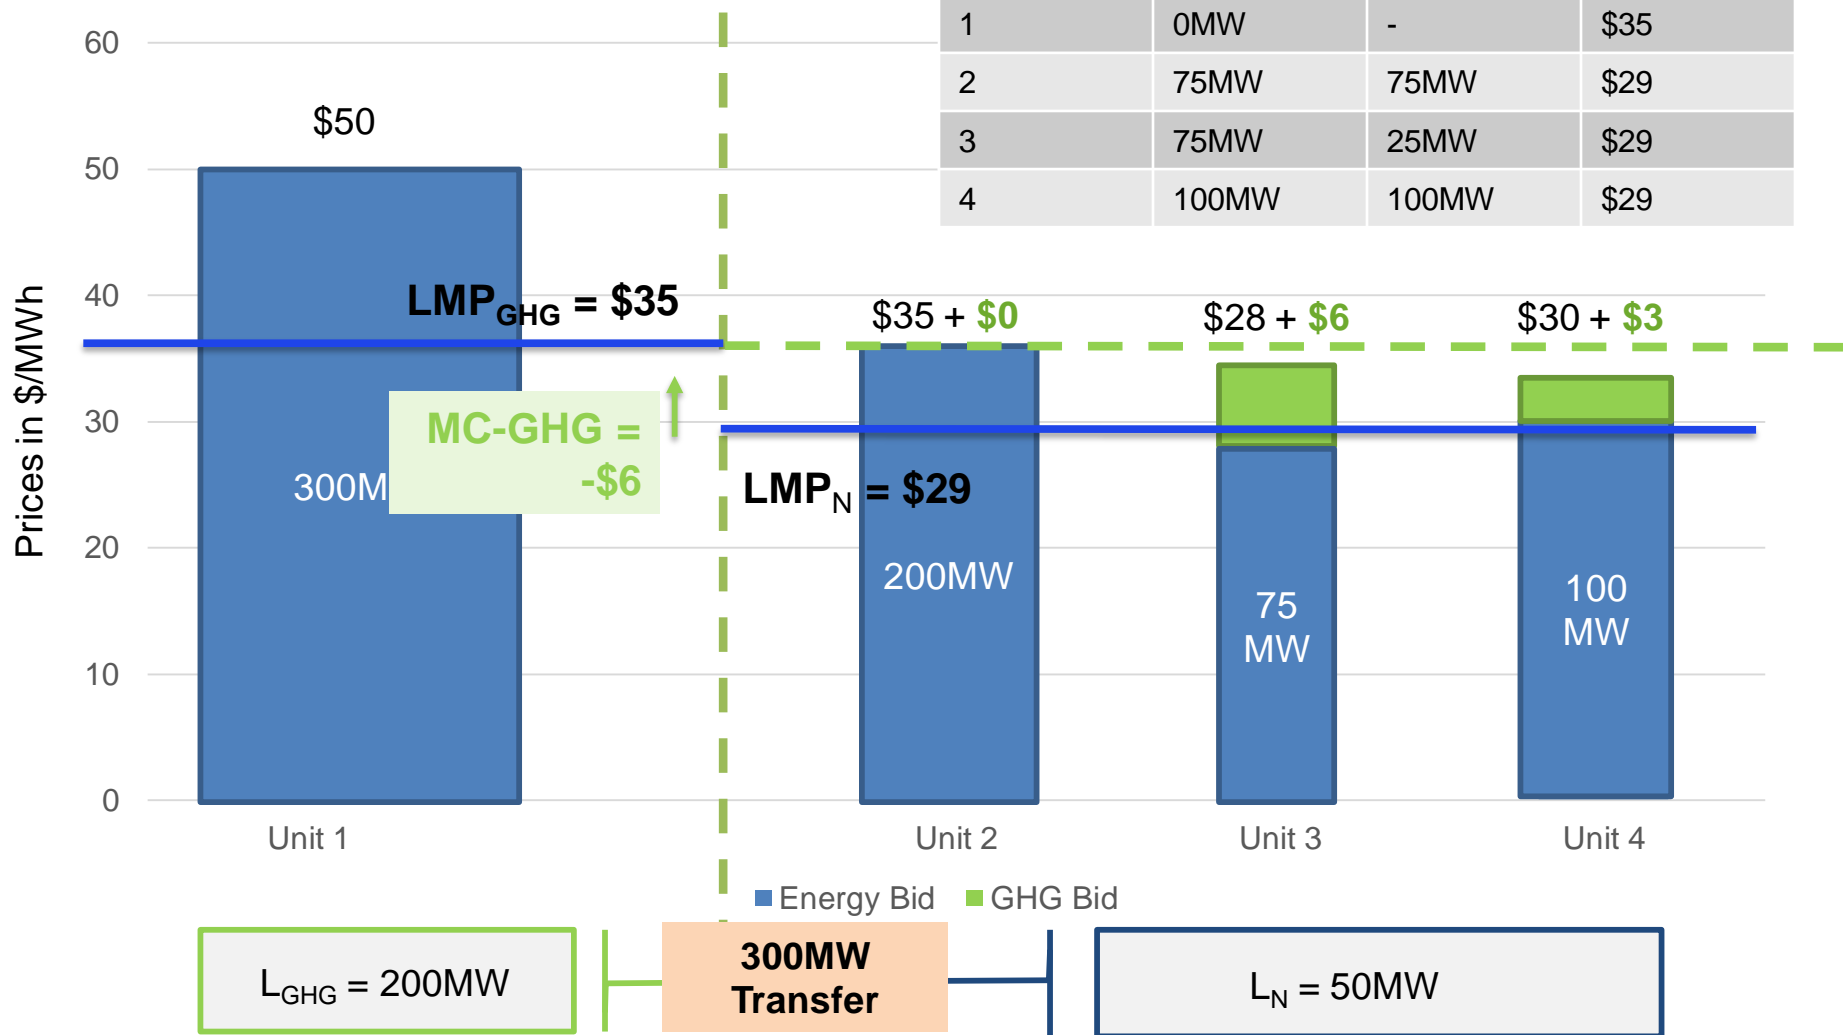 1 0MW - $35
2 75MW 75MW $29
3 75MW 25MW $29
4 100MW 100MW $29
Prices in $/MWh
60
50
40
30
20
10
0
$50
LMPGHG = $35
$35 + $0
$28 + $6
$30 + $3
MC-GHG =
-$6
LMPN = $29
300M
200MW
75
MW
100
MW
Unit 1
Unit 2
Unit 3
Unit 4
Energy Bid
GHG Bid
LGHG = 200MW
300MW
Transfer
LN = 50MW